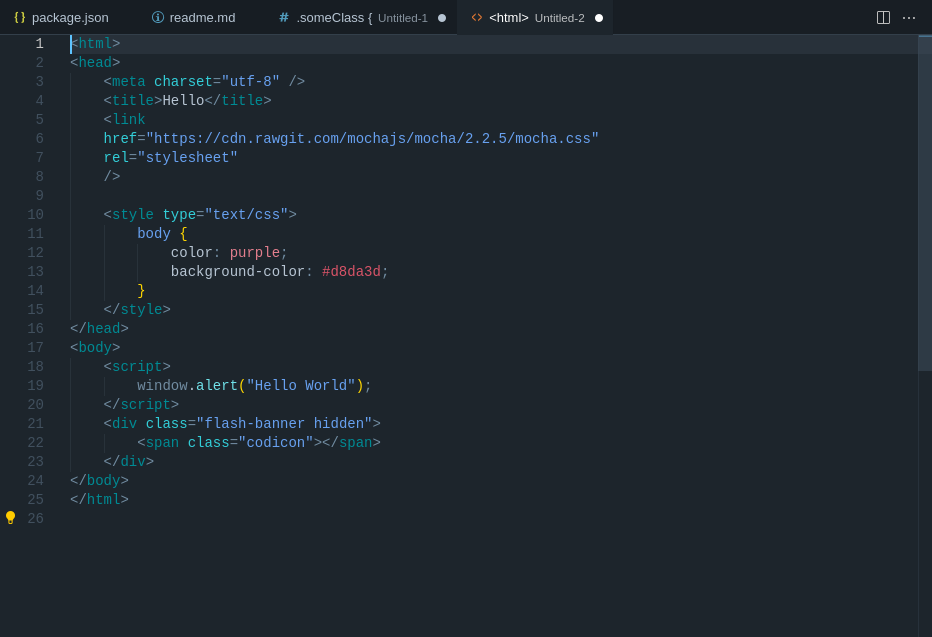 {} package.json readme.md # .someClass { Untitled-1 <> <html> Untitled-2 ...
1 <html>
2 <head>
3 <meta charset="utf-8" />
4 <title>Hello</title>
5 <link
6 href="https://cdn.rawgit.com/mochajs/mocha/2.2.5/mocha.css"
7 rel="stylesheet"
8 />
9
10 <style type="text/css">
11 body {
12 color: purple;
13 background-color: #d8da3d;
14 }
15 </style>
16 </head>
17 <body>
18 <script>
19 window.alert("Hello World");
20 </script>
21 <div class="flash-banner hidden">
22 <span class="codicon"></span>
23 </div>
24 </body>
25 </html>
26